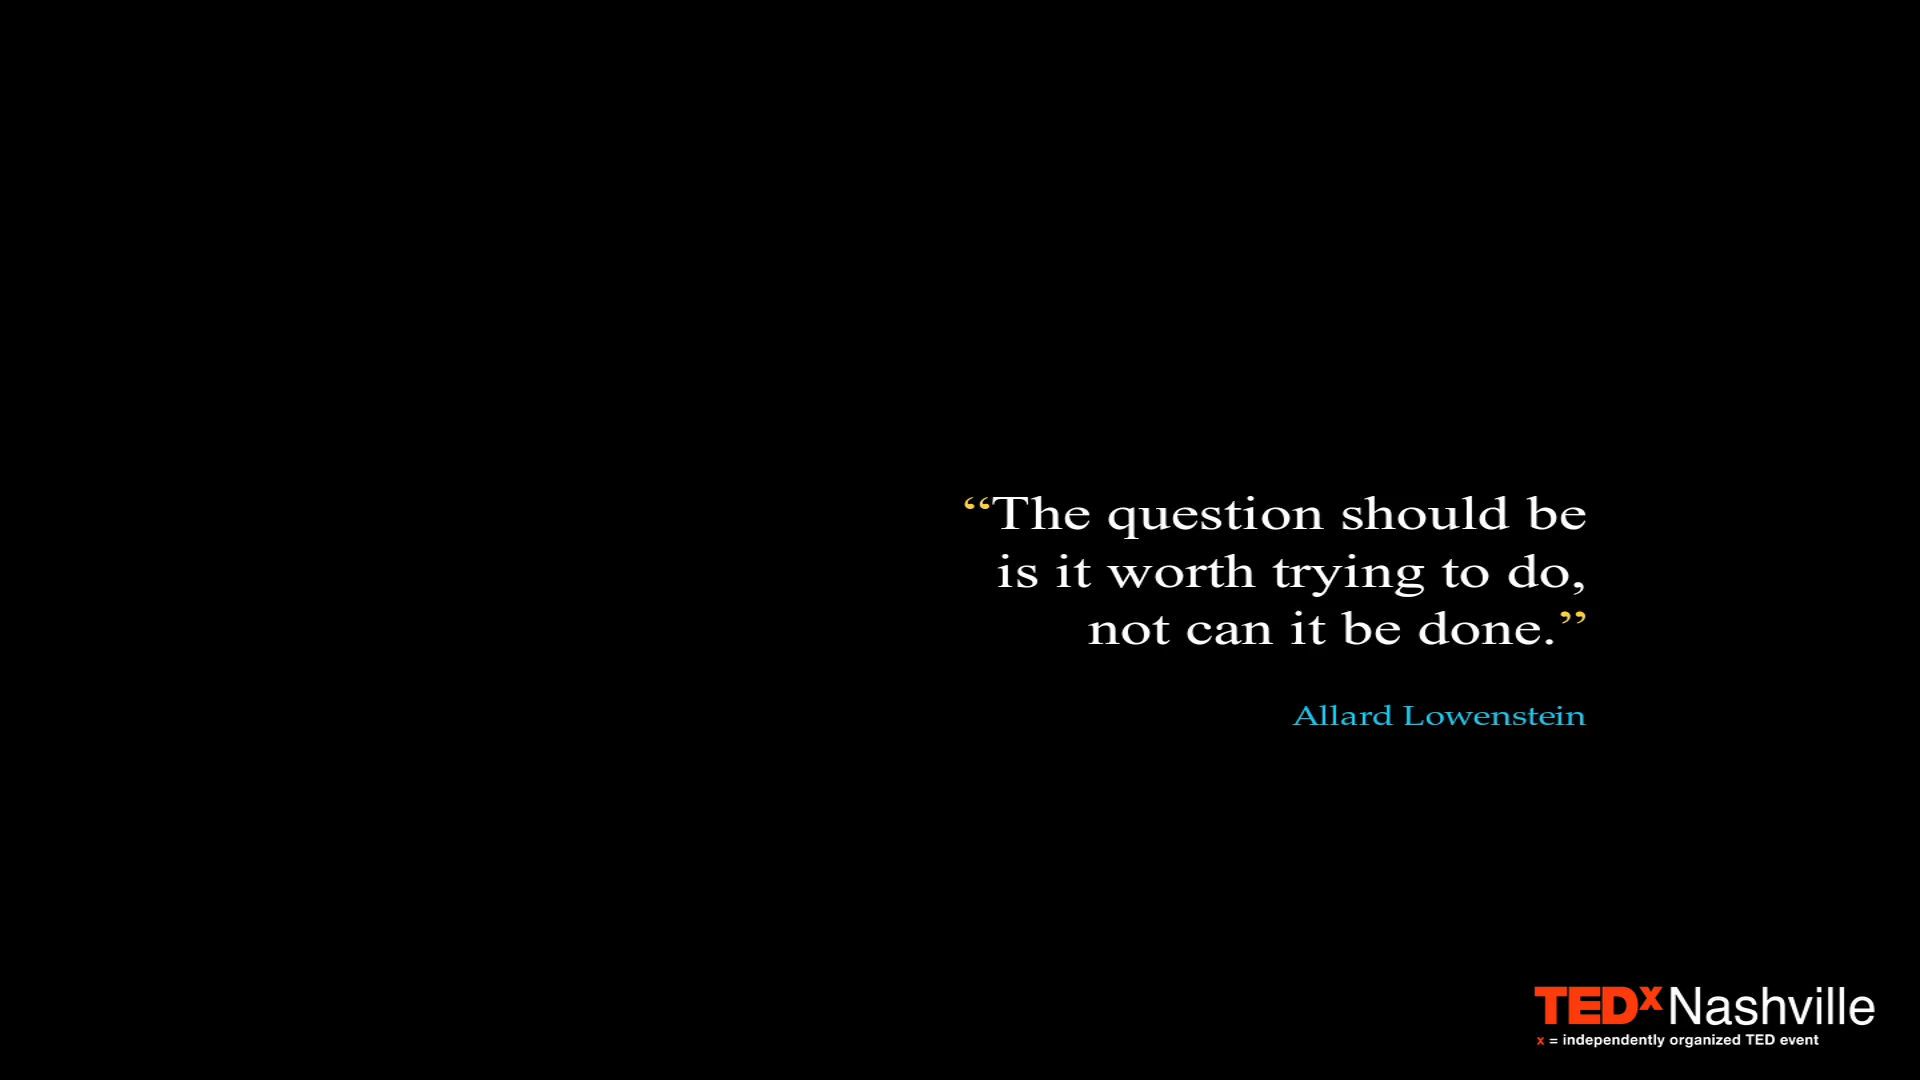 “The question should be
is it worth trying to do,
not can it be done.”
Allard Lowenstein
TEDxNashville
x = independently organized TED event